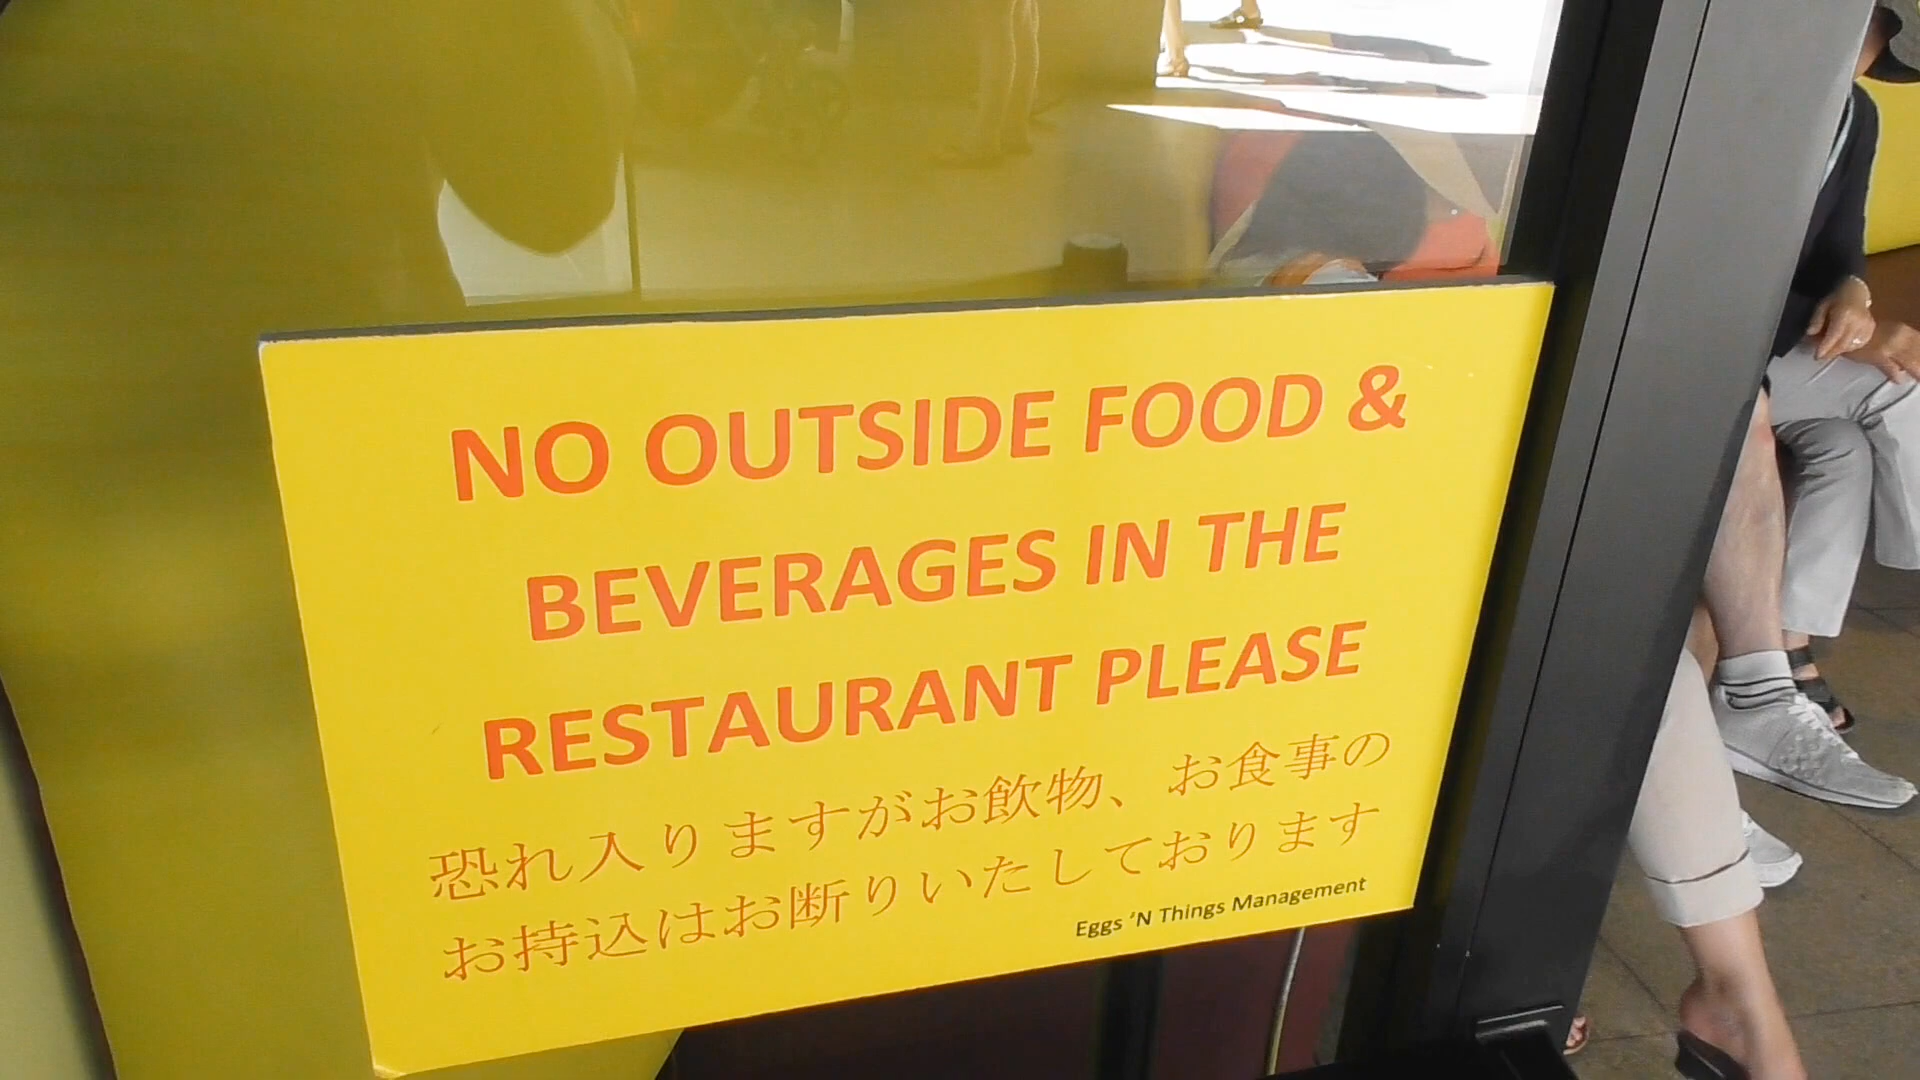 NO OUTSIDE FOOD &
BEVERAGES IN THE
RESTAURANT PLEASE
恐れ入りますがお飲物、お食事の
お持込はお断りいたしております
Eggs 'N Things Management